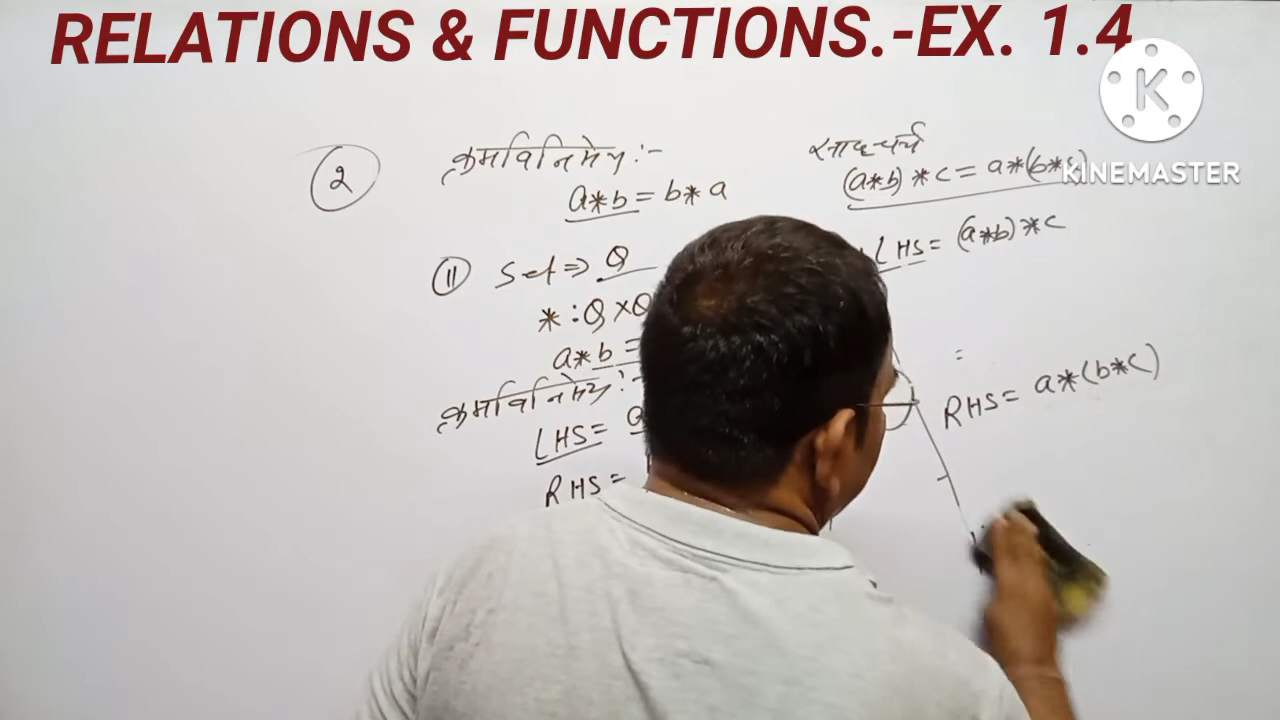 RELATIONS & FUNCTIONS.-EX. 1.4
K
KINEMASTER
2
क्रमविनिमेय :-
a*b = b*a
साहचर्य
(a*b)*c = a*(b*c)
(ii) Set ⇒ Q
* : Q × Q
a*b =
क्रमविनिमेय :-
LHS =
RHS =
LHS = (a*b)*c
=
RHS = a*(b*c)